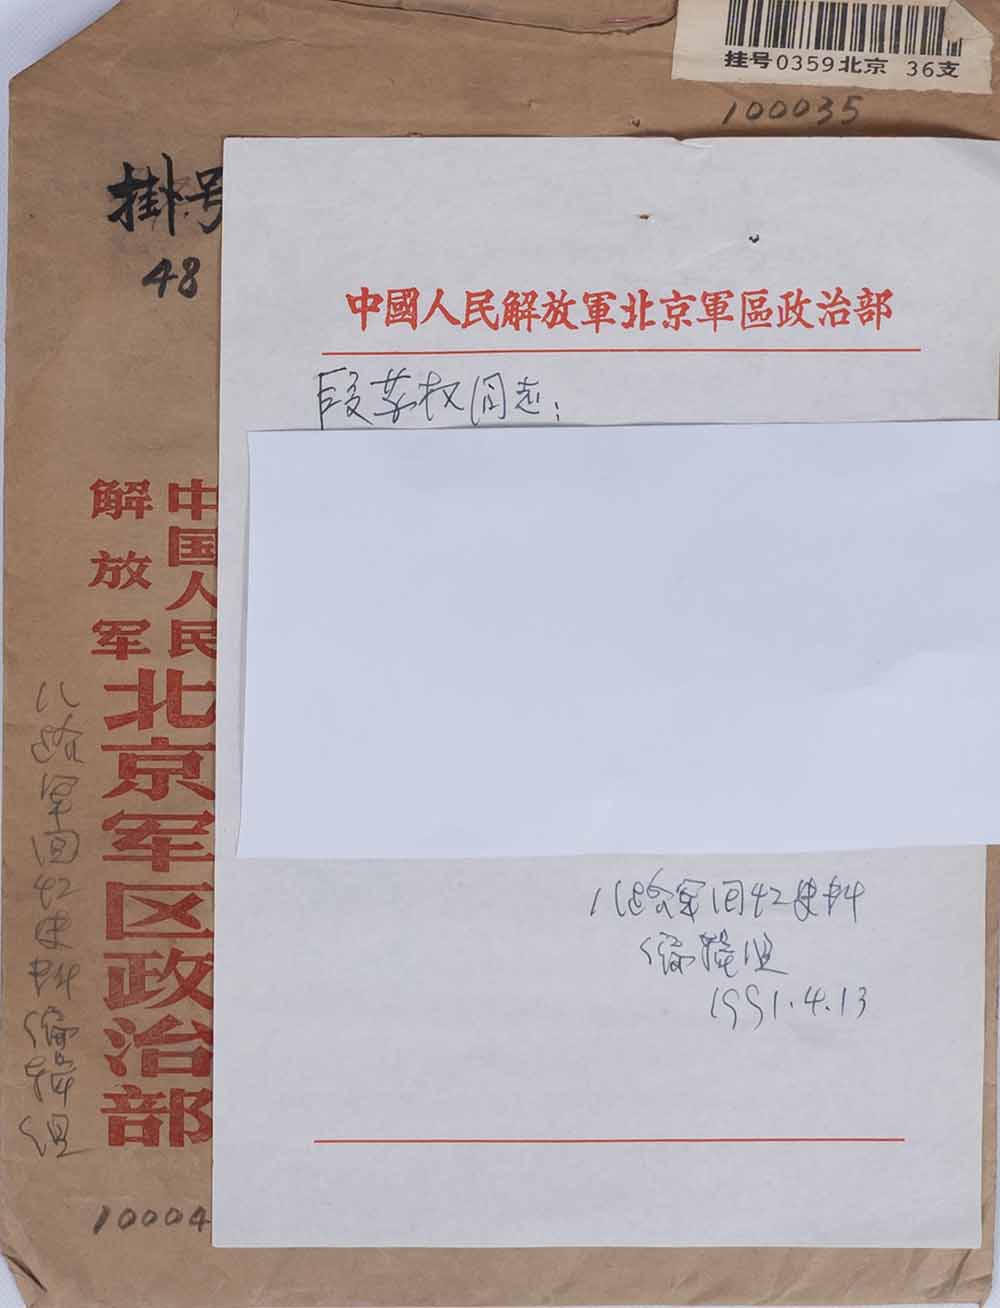 挂号0359北京 36支
100035
掛号
48
中國人民解放軍北京軍區政治部
段苏权同志:
中国人民
解放军
北京军区政治部
八路军回忆史料编辑组
10004
八路军回忆史料
编辑组
1991.4.13